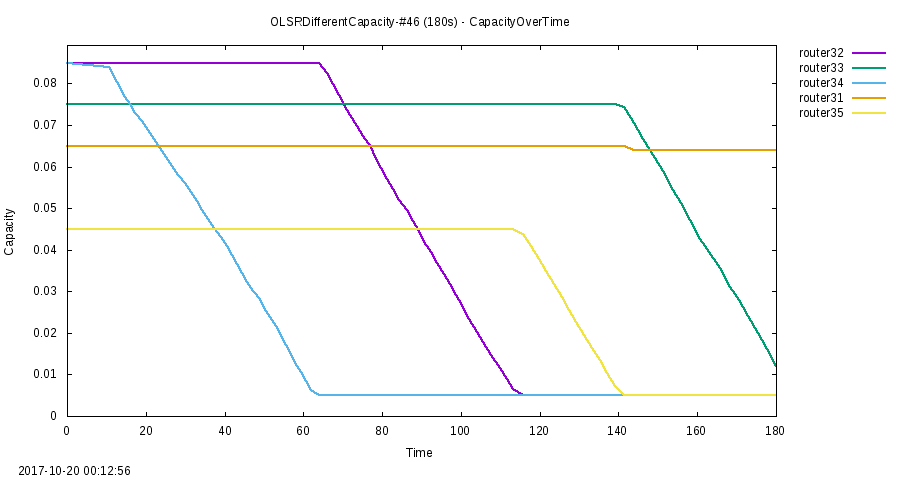 OLSRDifferentCapacity-#46 (180s) - CapacityOverTime
router32
router33
router34
router31
router35
0.08
0.07
0.06
0.05
0.04
0.03
0.02
0.01
0
Capacity
0 20 40 60 80 100 120 140 160 180
Time
2017-10-20 00:12:56